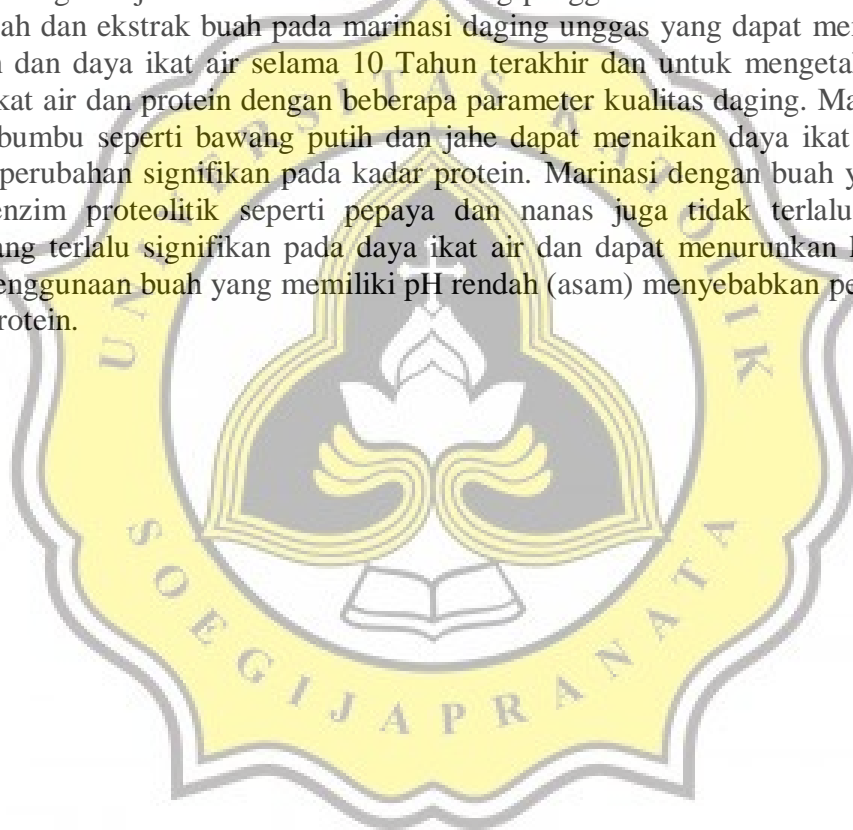 ah dan ekstrak buah pada marinasi daging unggas yang dapat me
dan daya ikat air selama 10 Tahun terakhir dan untuk mengeta
kat air dan protein dengan beberapa parameter kualitas daging. Ma
bumbu seperti bawang putih dan jahe dapat menaikan daya ikat
perubahan signifikan pada kadar protein. Marinasi dengan buah y
enzim proteolitik seperti pepaya dan nanas juga tidak terlalu
ang terlalu signifikan pada daya ikat air dan dapat menurunkan
enggunaan buah yang memiliki pH rendah (asam) menyebabkan pe
rotein.
UNIVERSITAS KATOLIK
SOEGIJAPRANATA